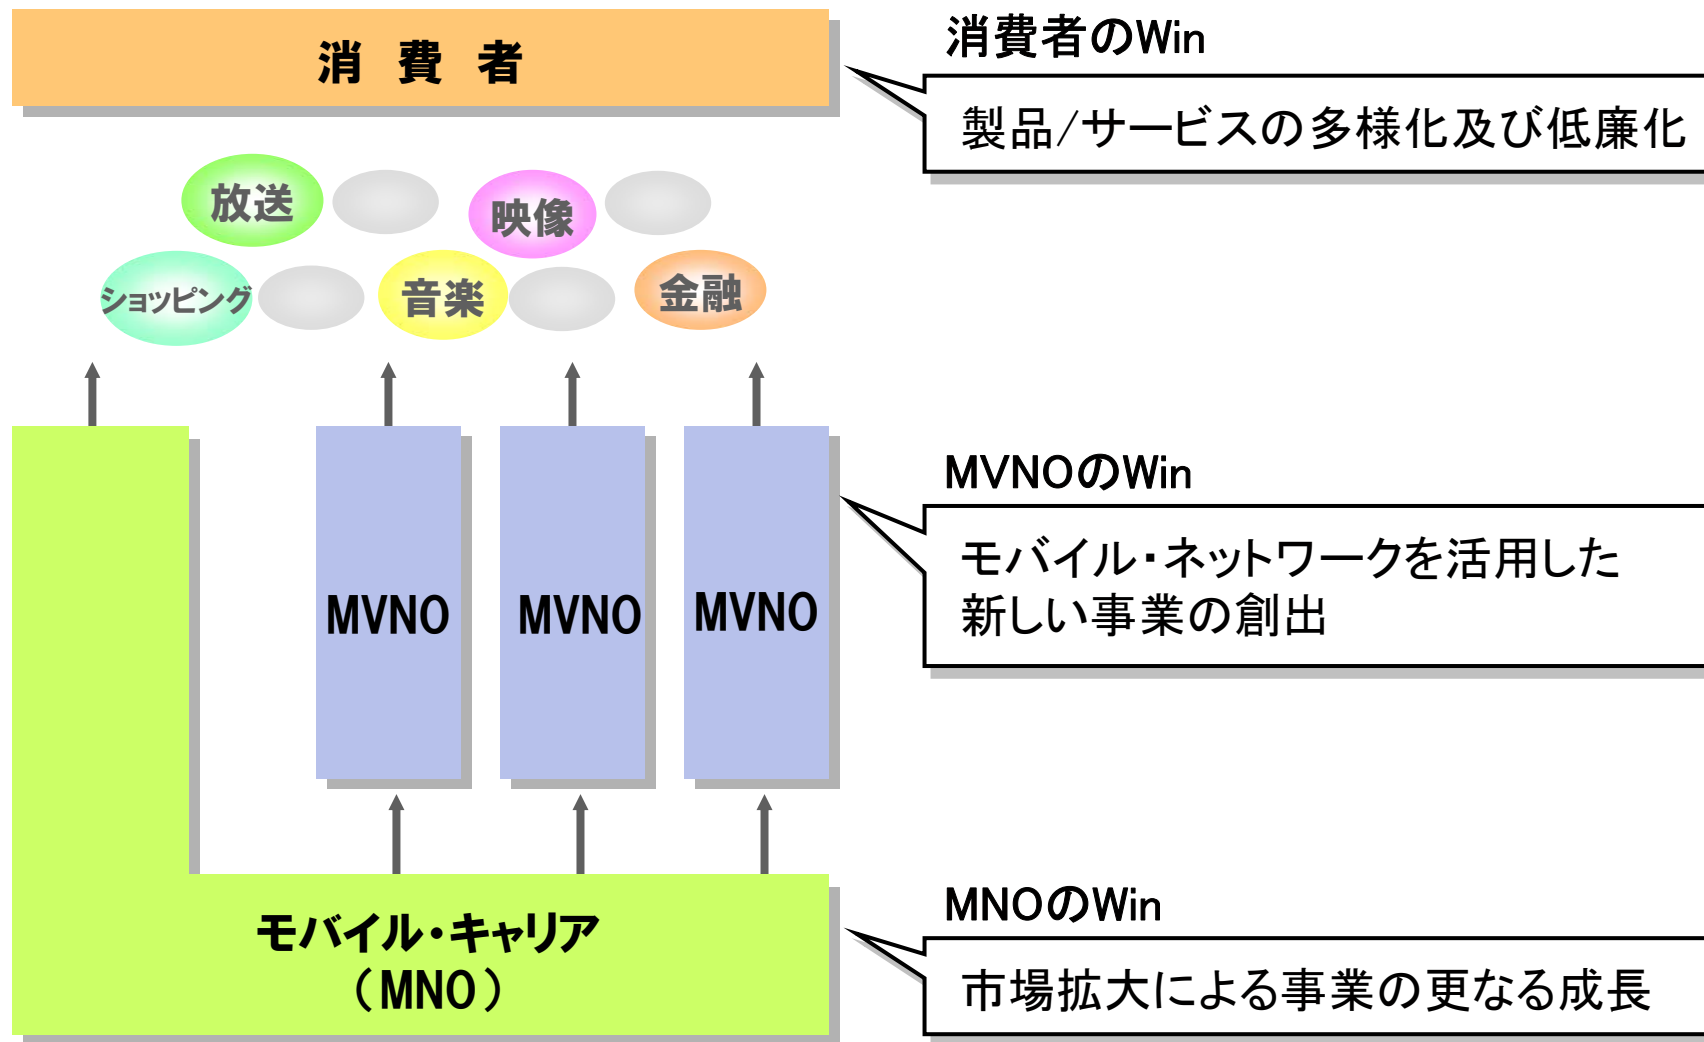 消 費 者
消費者のWin
製品/サービスの多様化及び低廉化
放送
映像
ショッピング
音楽
金融
MVNO
MVNO
MVNO
MVNOのWin
モバイル・ネットワークを活用した
新しい事業の創出
モバイル・キャリア
（MNO）
MNOのWin
市場拡大による事業の更なる成長